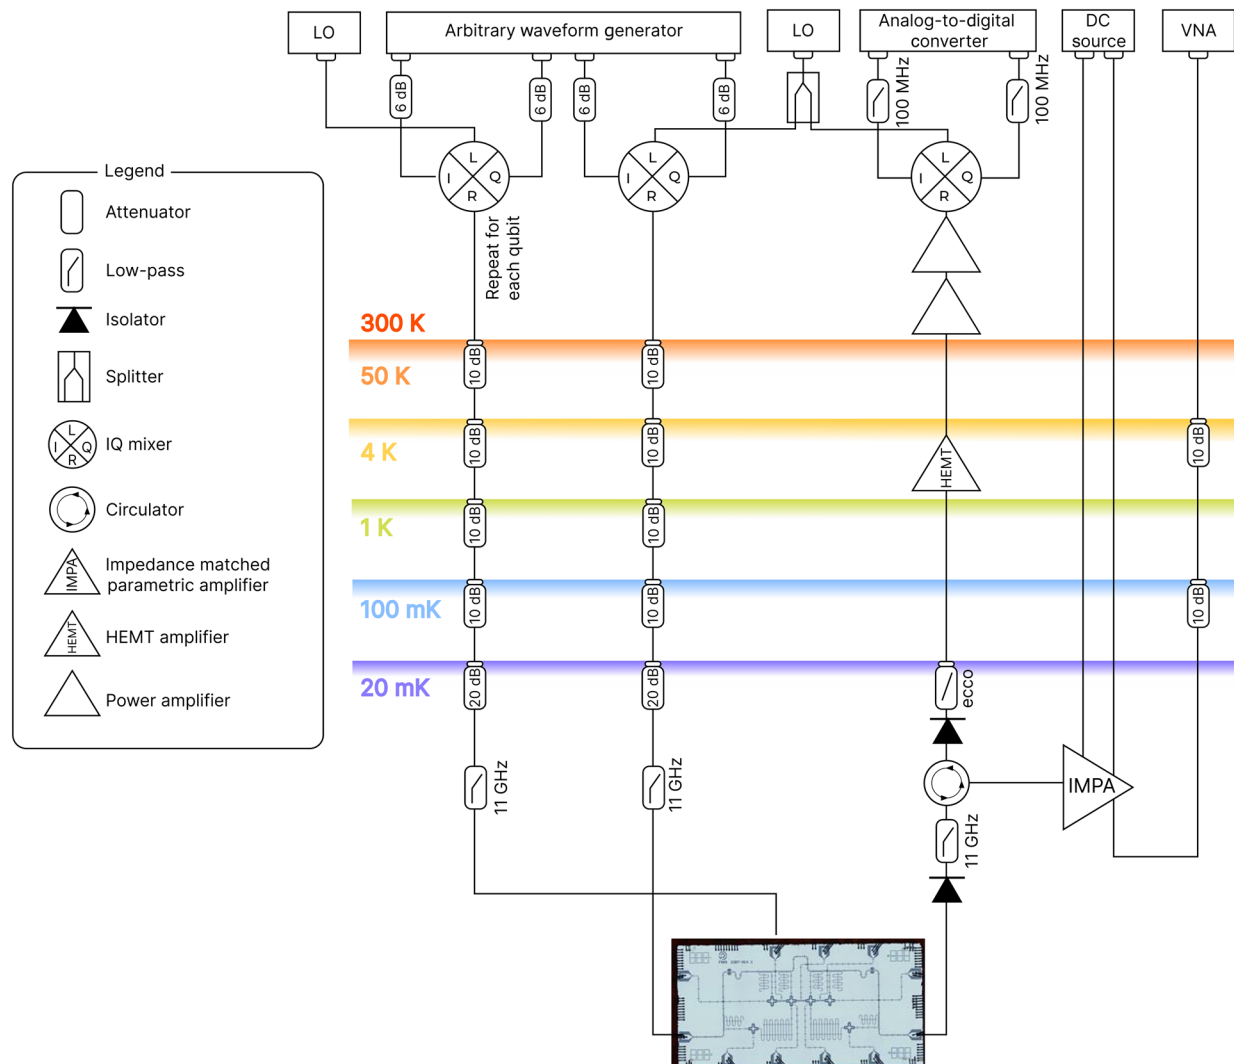 LO
Arbitrary waveform generator
LO
Analog-to-digital
converter
DC
source
VNA
6 dB
6 dB
6 dB
6 dB
100 MHz
100 MHz
L
I
Q
R
L
I
Q
R
L
I
Q
R
Repeat for
each qubit
Legend
Attenuator
Low-pass
Isolator
Splitter
L
I
Q
R
IQ mixer
Circulator
IMPA
Impedance matched
parametric amplifier
HEMT
HEMT amplifier
Power amplifier
300 K
50 K
10 dB
10 dB
4 K
10 dB
10 dB
HEMT
10 dB
1 K
10 dB
10 dB
100 mK
10 dB
10 dB
10 dB
20 mK
20 dB
20 dB
ecco
11 GHz
11 GHz
IMPA
11 GHz